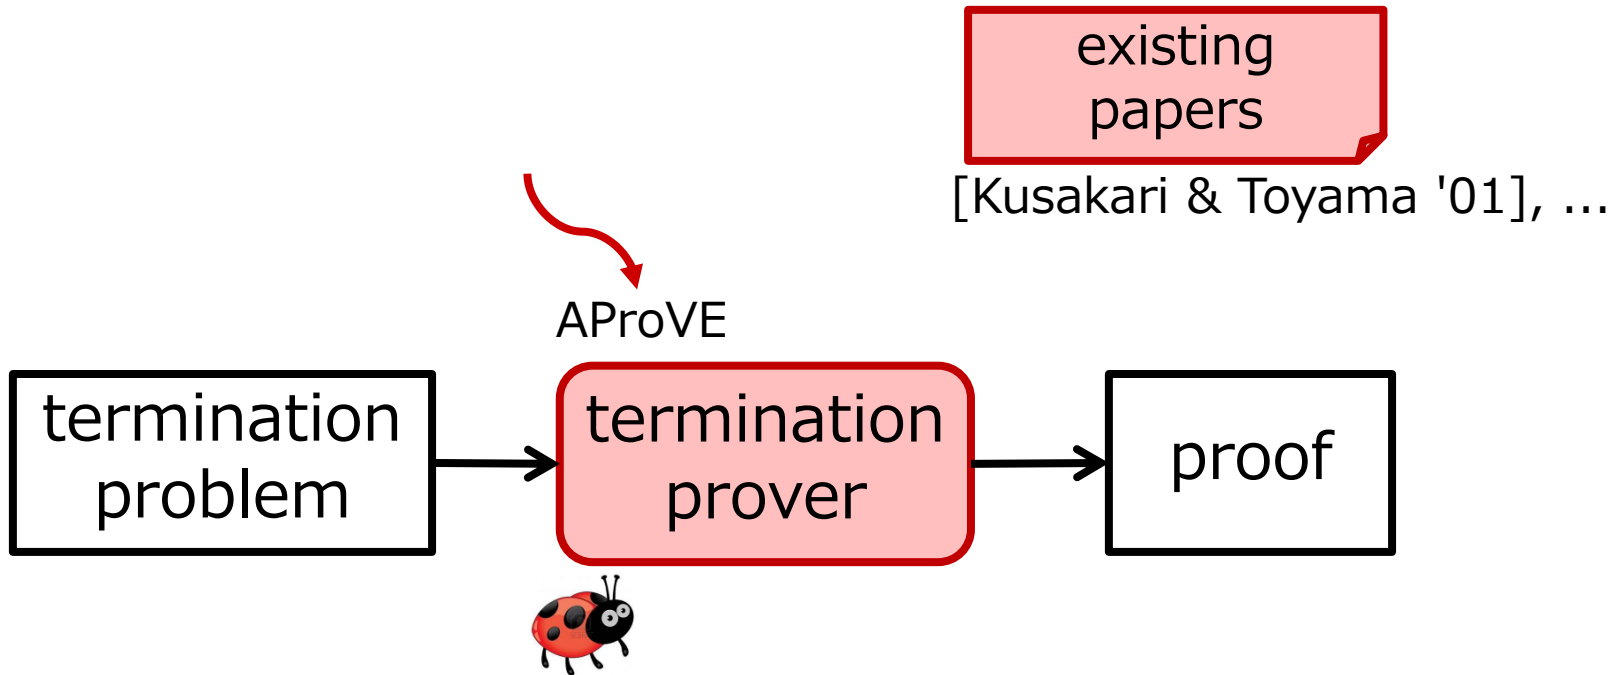 existing
papers
[Kusakari & Toyama '01], ...
AProVE
termination
problem
termination
prover
proof